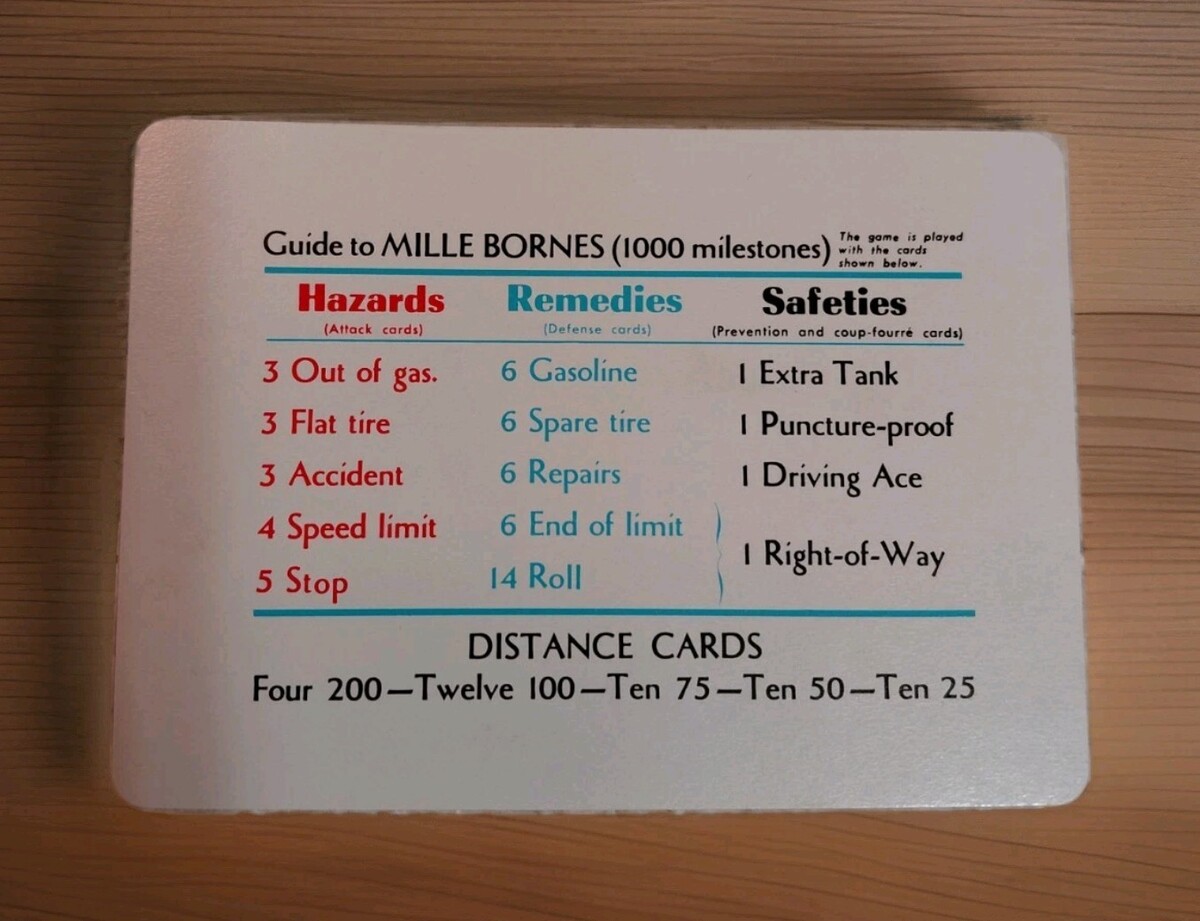 Guide to MILLE BORNES (1000 milestones) The game is played
with the cards
shown below.
Hazards Remedies Safeties
(Attack cards) (Defense cards) (Prevention and coup-fourré cards)
3 Out of gas. 6 Gasoline 1 Extra Tank
3 Flat tire 6 Spare tire 1 Puncture-proof
3 Accident 6 Repairs 1 Driving Ace
4 Speed limit 6 End of limit
1 Right-of-Way
5 Stop 14 Roll
DISTANCE CARDS
Four 200—Twelve 100—Ten 75—Ten 50—Ten 25